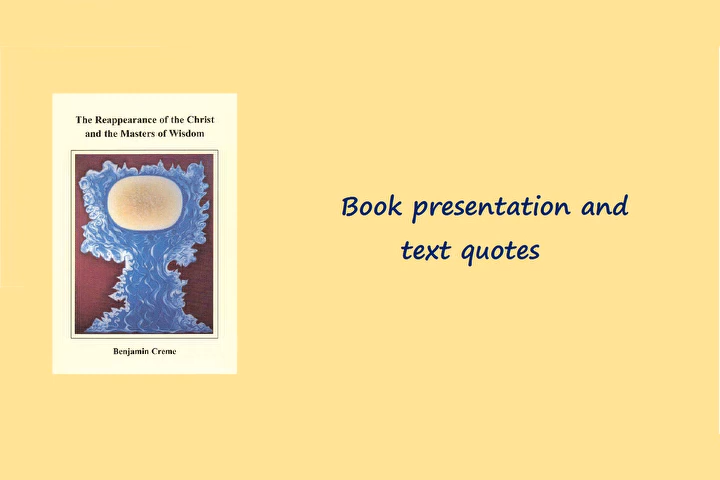 The Reappearance of the Christ
and the Masters of Wisdom
Benjamin Creme
Book presentation and
text quotes